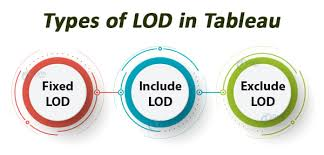 Types of LOD in Tableau
Fixed
LOD
Include
LOD
Exclude
LOD